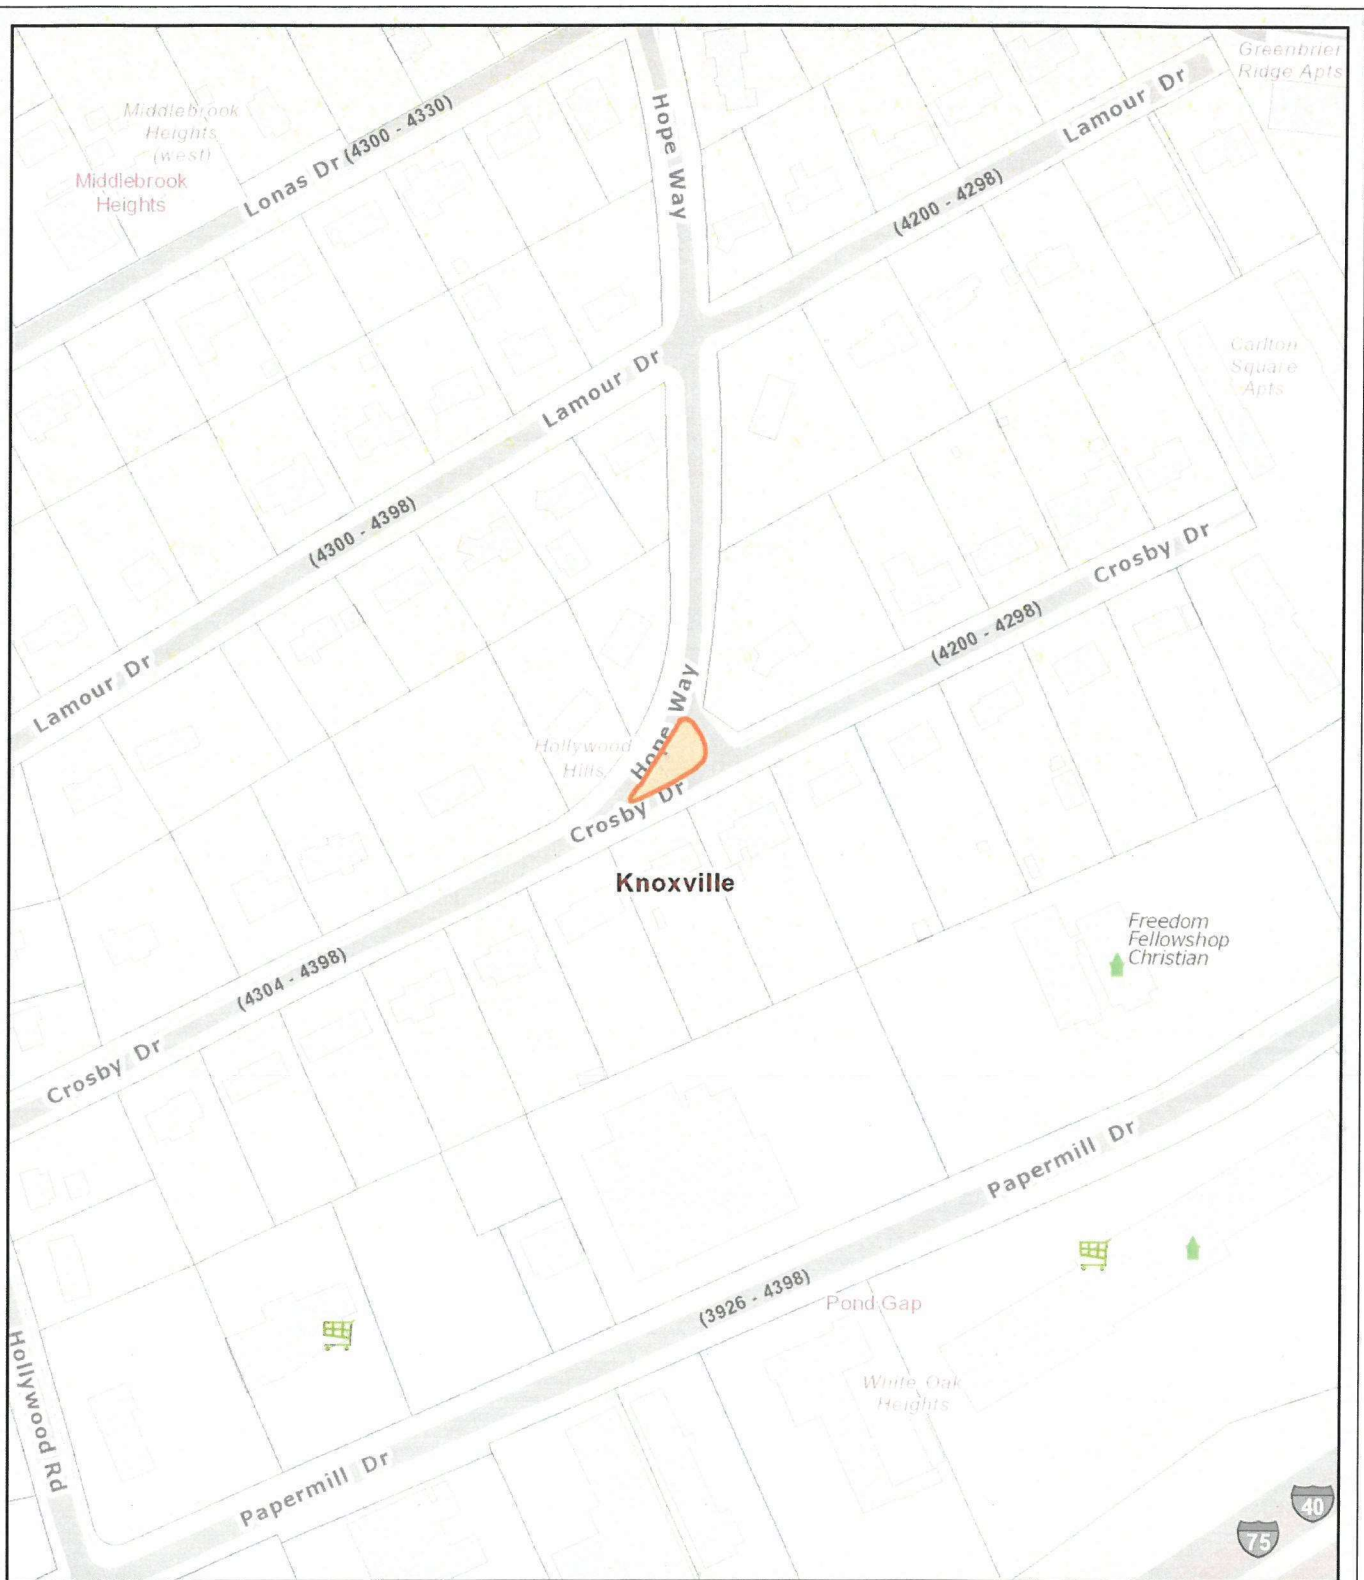 Greenbrier
Ridge Apts
Middlebrook
Heights
(west)
Middlebrook
Heights
Lonas Dr
(4300 - 4330)
Hope Way
Lamour Dr
(4200 - 4298)
Carlton
Square
Apts
Lamour Dr
(4300 - 4398)
Crosby Dr
(4200 - 4298)
Lamour Dr
Hope Way
Hollywood
Hills
Crosby Dr
Knoxville
Freedom
Fellowshop
Christian
(4304 - 4398)
Crosby Dr
Papermill Dr
(3926 - 4398)
Pond Gap
White Oak
Heights
Hollywood Rd
Papermill Dr
40
75